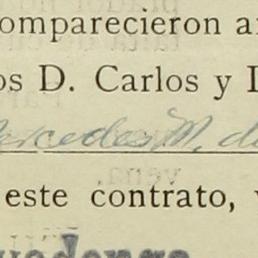 omparecieron a
os D. Carlos y
Mercedes M. de
este contrato,